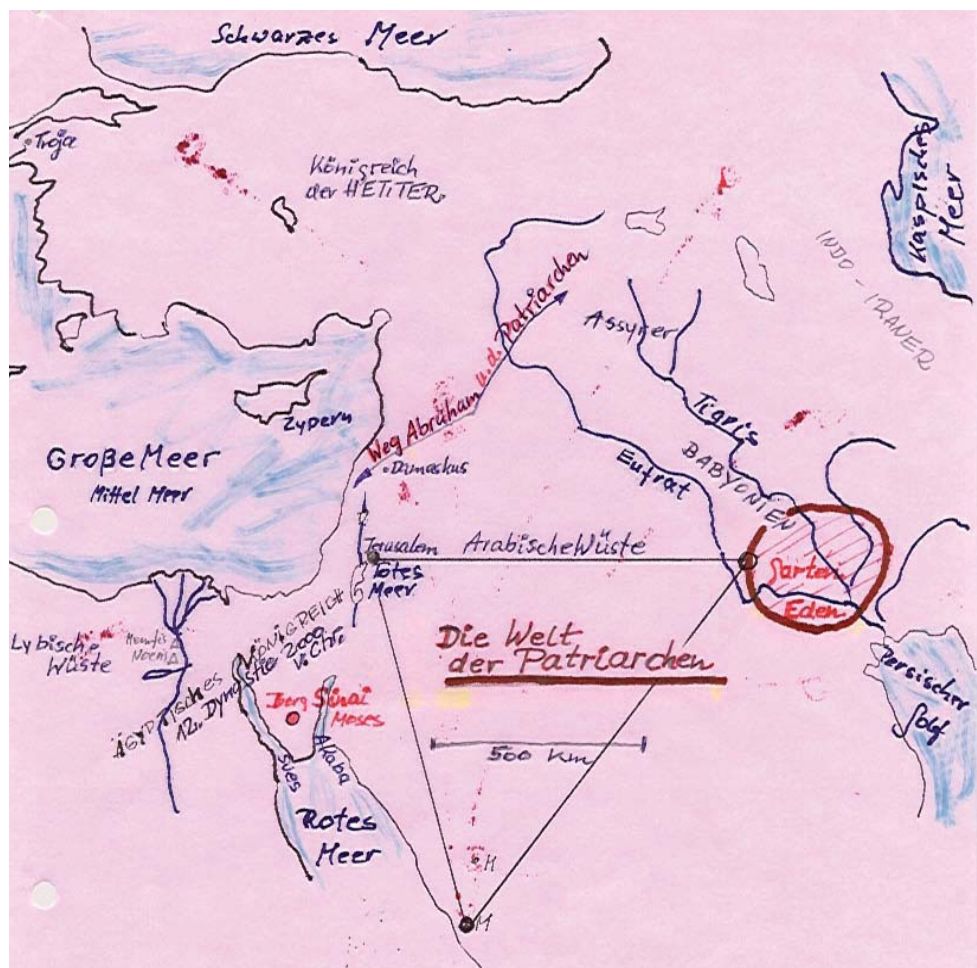 Schwarzes Meer
Troja
Königreich
der HETITER
Kaspisches
Meer
INDO - IRANER
Weg Abraham u.d. Patriarchen
Assyrer
Tigris
Zypern
Große Meer
Mittel Meer
Damaskus
Eufrat
BABYONIEN
Jerusalem
Arabische Wüste
Totes
Meer
Garten
Eden
Lybische
Wüste
ÄGYPTISCHES KÖNIGREICH
12. Dynastie 2000
v. Chr.
Die Welt
der Patriarchen
Berg Sinai
Moses
Persischer
Golf
500 Km
Sues
Akaba
Rotes
Meer
H
M